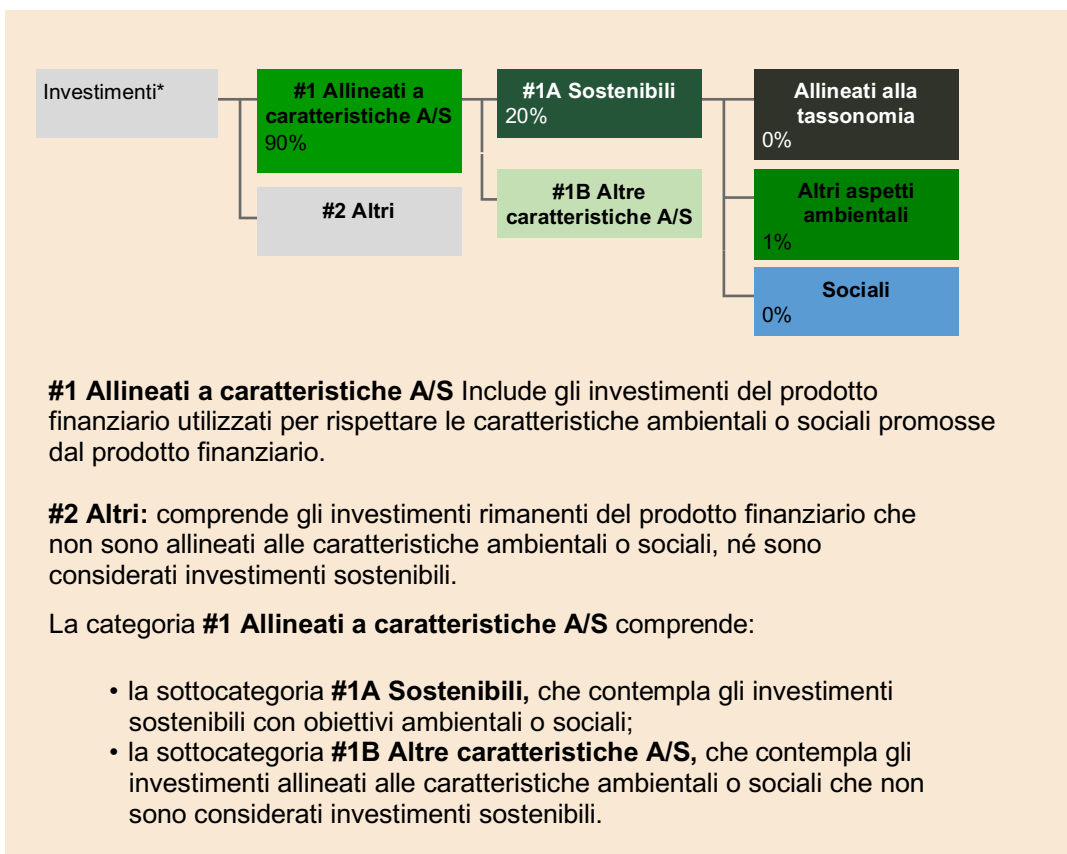 Investimenti*
#1 Allineati a
caratteristiche A/S
90%
#2 Altri
#1A Sostenibili
20%
#1B Altre
caratteristiche A/S
Allineati alla
tassonomia
0%
Altri aspetti
ambientali
1%
Sociali
0%
#1 Allineati a caratteristiche A/S Include gli investimenti del prodotto
finanziario utilizzati per rispettare le caratteristiche ambientali o sociali promosse
dal prodotto finanziario.
#2 Altri: comprende gli investimenti rimanenti del prodotto finanziario che
non sono allineati alle caratteristiche ambientali o sociali, né sono
considerati investimenti sostenibili.
La categoria #1 Allineati a caratteristiche A/S comprende:
• la sottocategoria #1A Sostenibili, che contempla gli investimenti
sostenibili con obiettivi ambientali o sociali;
• la sottocategoria #1B Altre caratteristiche A/S, che contempla gli
investimenti allineati alle caratteristiche ambientali o sociali che non
sono considerati investimenti sostenibili.